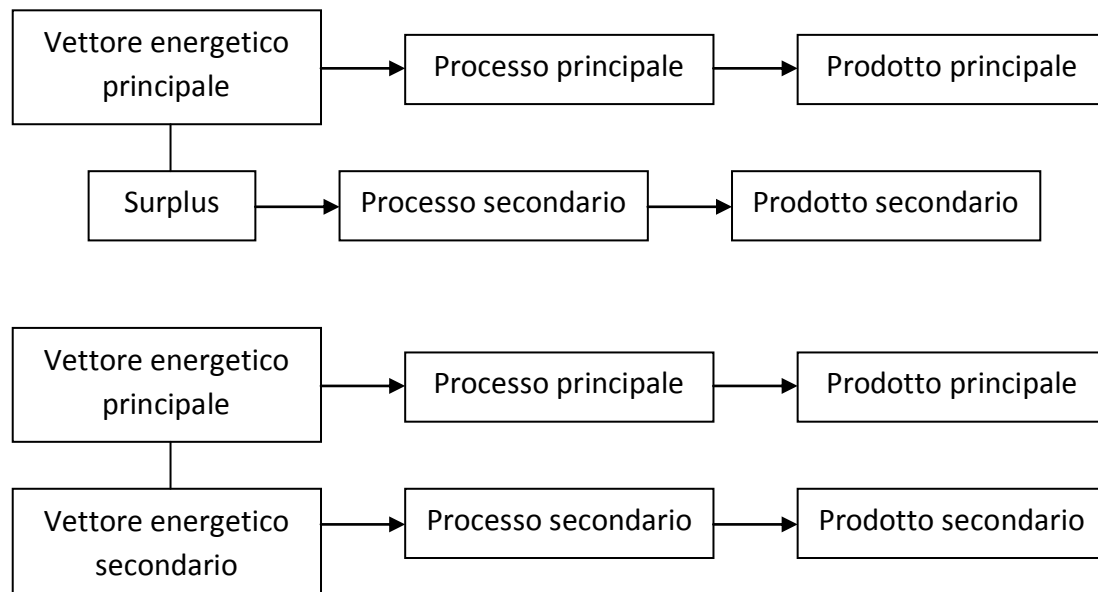 Vettore energetico
principale
Processo principale
Prodotto principale
Surplus
Processo secondario
Prodotto secondario
Vettore energetico
principale
Processo principale
Prodotto principale
Vettore energetico
secondario
Processo secondario
Prodotto secondario